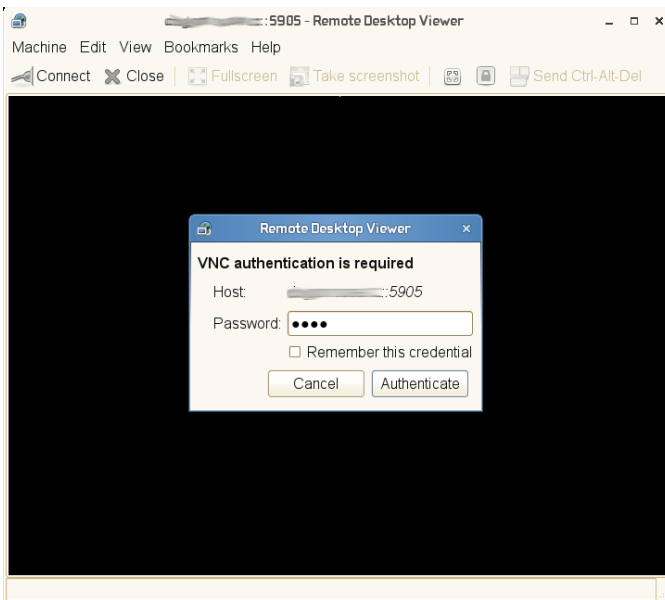 ::5905 - Remote Desktop Viewer
Machine Edit View Bookmarks Help
Connect Close Fullscreen Take screenshot Send Ctrl-Alt-Del
Remote Desktop Viewer
VNC authentication is required
Host: ::5905
Password: ••••
Remember this credential
Cancel Authenticate